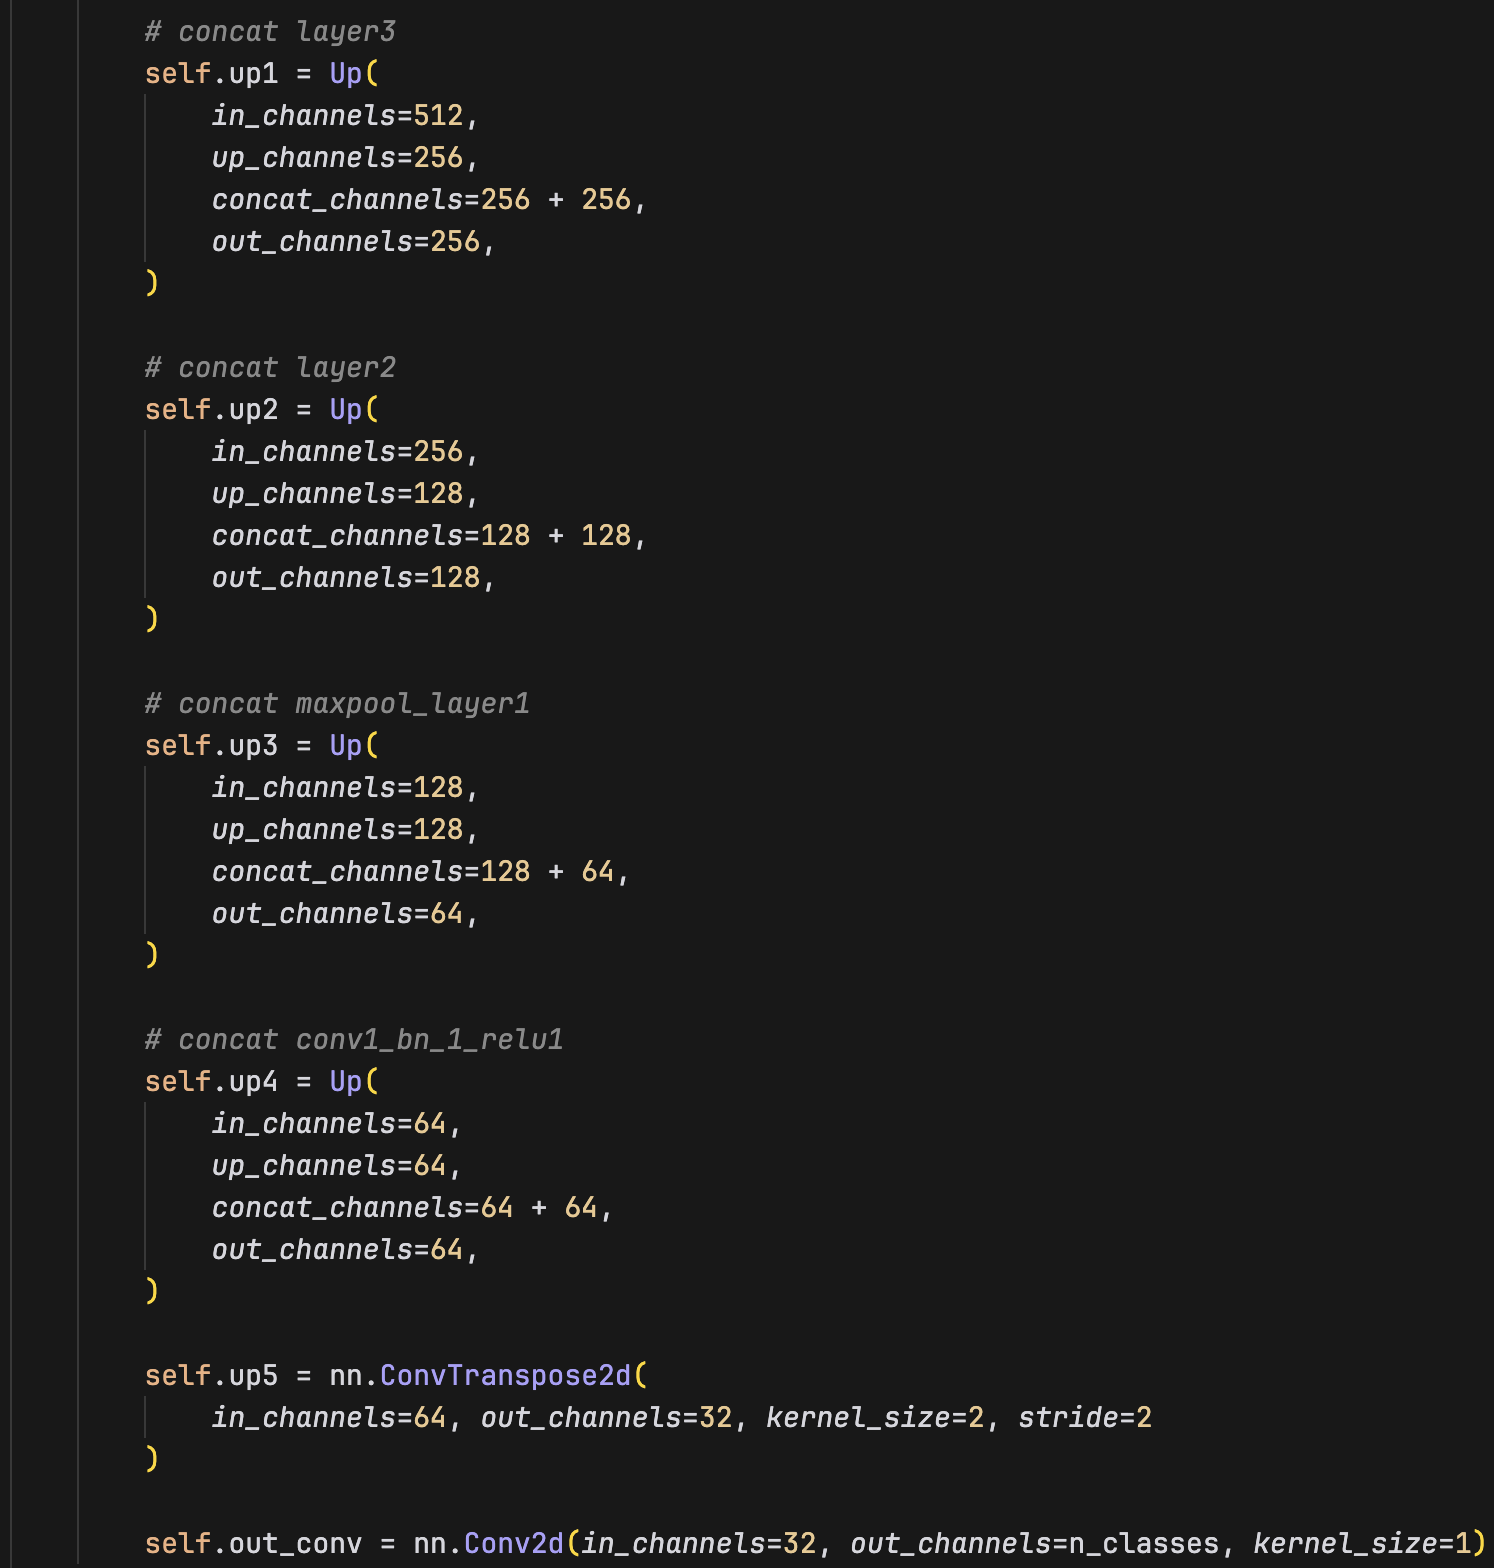 # concat layer3
self.up1 = Up(
in_channels=512,
up_channels=256,
concat_channels=256 + 256,
out_channels=256,
)
# concat layer2
self.up2 = Up(
in_channels=256,
up_channels=128,
concat_channels=128 + 128,
out_channels=128,
)
# concat maxpool_layer1
self.up3 = Up(
in_channels=128,
up_channels=128,
concat_channels=128 + 64,
out_channels=64,
)
# concat conv1_bn_1_relu1
self.up4 = Up(
in_channels=64,
up_channels=64,
concat_channels=64 + 64,
out_channels=64,
)
self.up5 = nn.ConvTranspose2d(
in_channels=64, out_channels=32, kernel_size=2, stride=2
)
self.out_conv = nn.Conv2d(in_channels=32, out_channels=n_classes, kernel_size=1)